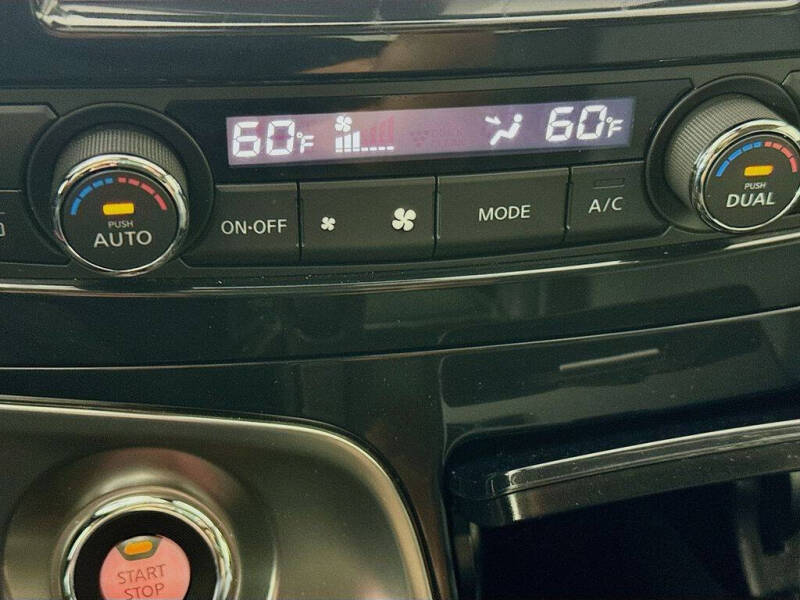 60°F 60°F
PUSH
AUTO
ON·OFF MODE A/C
PUSH
DUAL
START
STOP